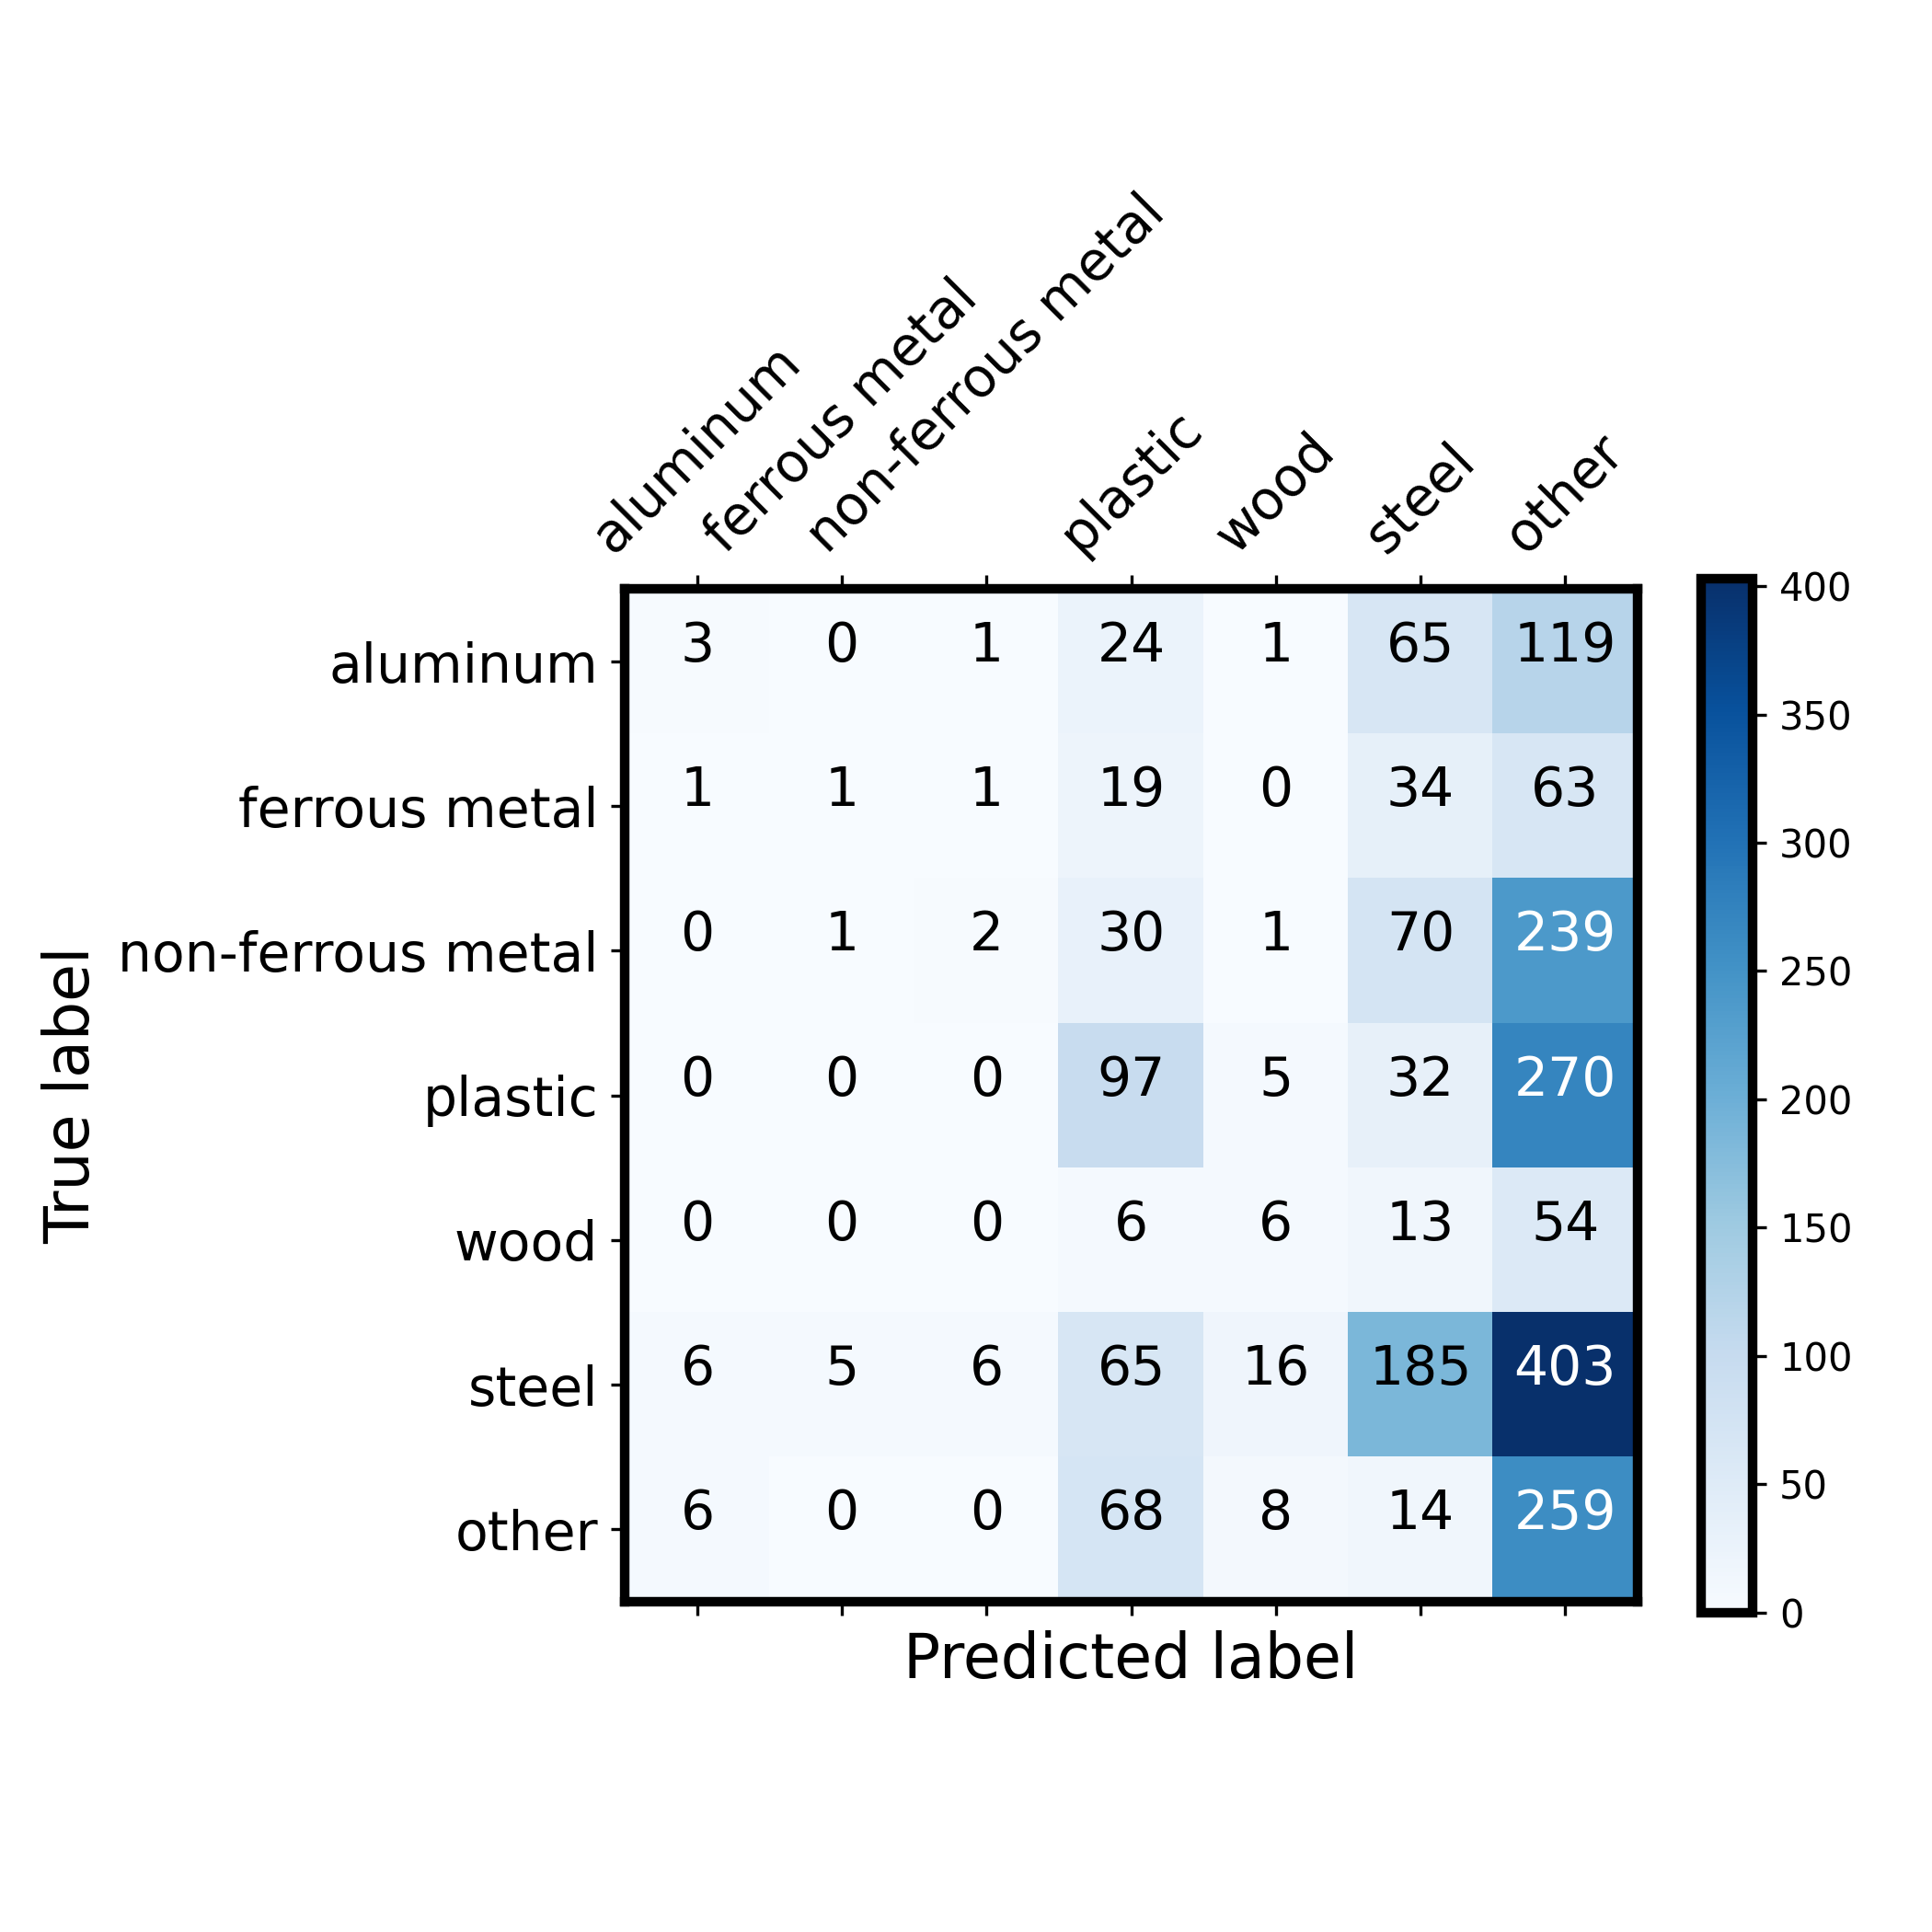 aluminum
ferrous metal
non-ferrous metal
plastic
wood
steel
other
True label
aluminum 3 0 1 24 1 65 119
ferrous metal 1 1 1 19 0 34 63
non-ferrous metal 0 1 2 30 1 70 239
plastic 0 0 0 97 5 32 270
wood 0 0 0 6 6 13 54
steel 6 5 6 65 16 185 403
other 6 0 0 68 8 14 259
Predicted label
400
350
300
250
200
150
100
50
0